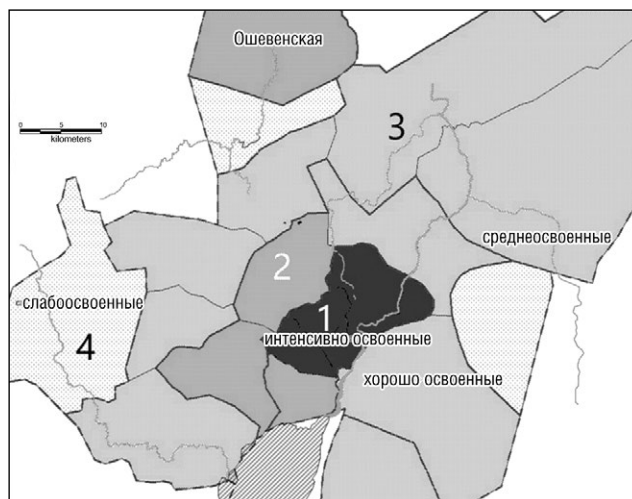 Ошевенская
0 5 10
kilometers
3
среднеосвоенные
2
слабоосвоенные
1
4
интенсивно освоенные
хорошо освоенные